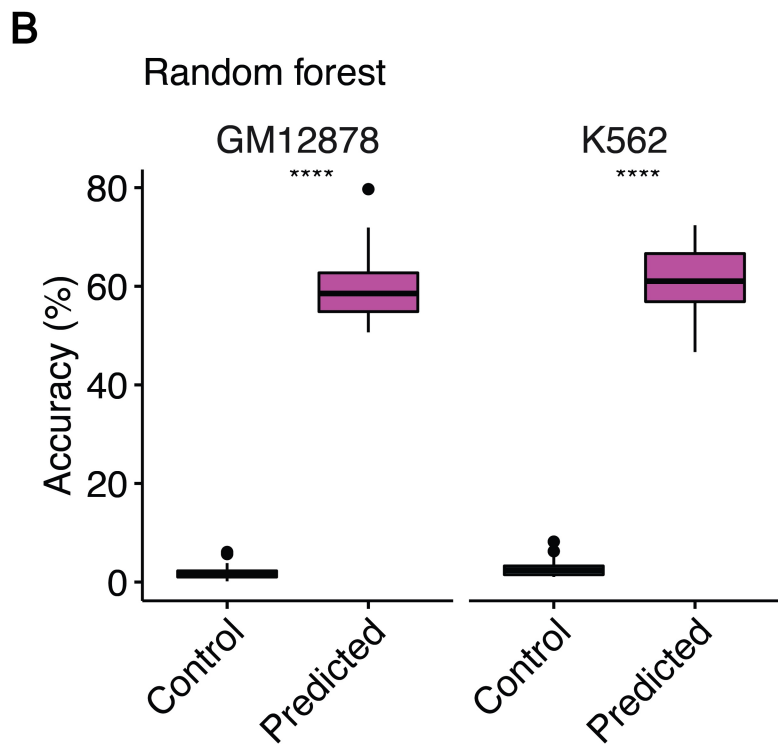 B
Random forest
GM12878 K562
**** ****
80
60
40
20
0
Accuracy (%)
Control Predicted Control Predicted